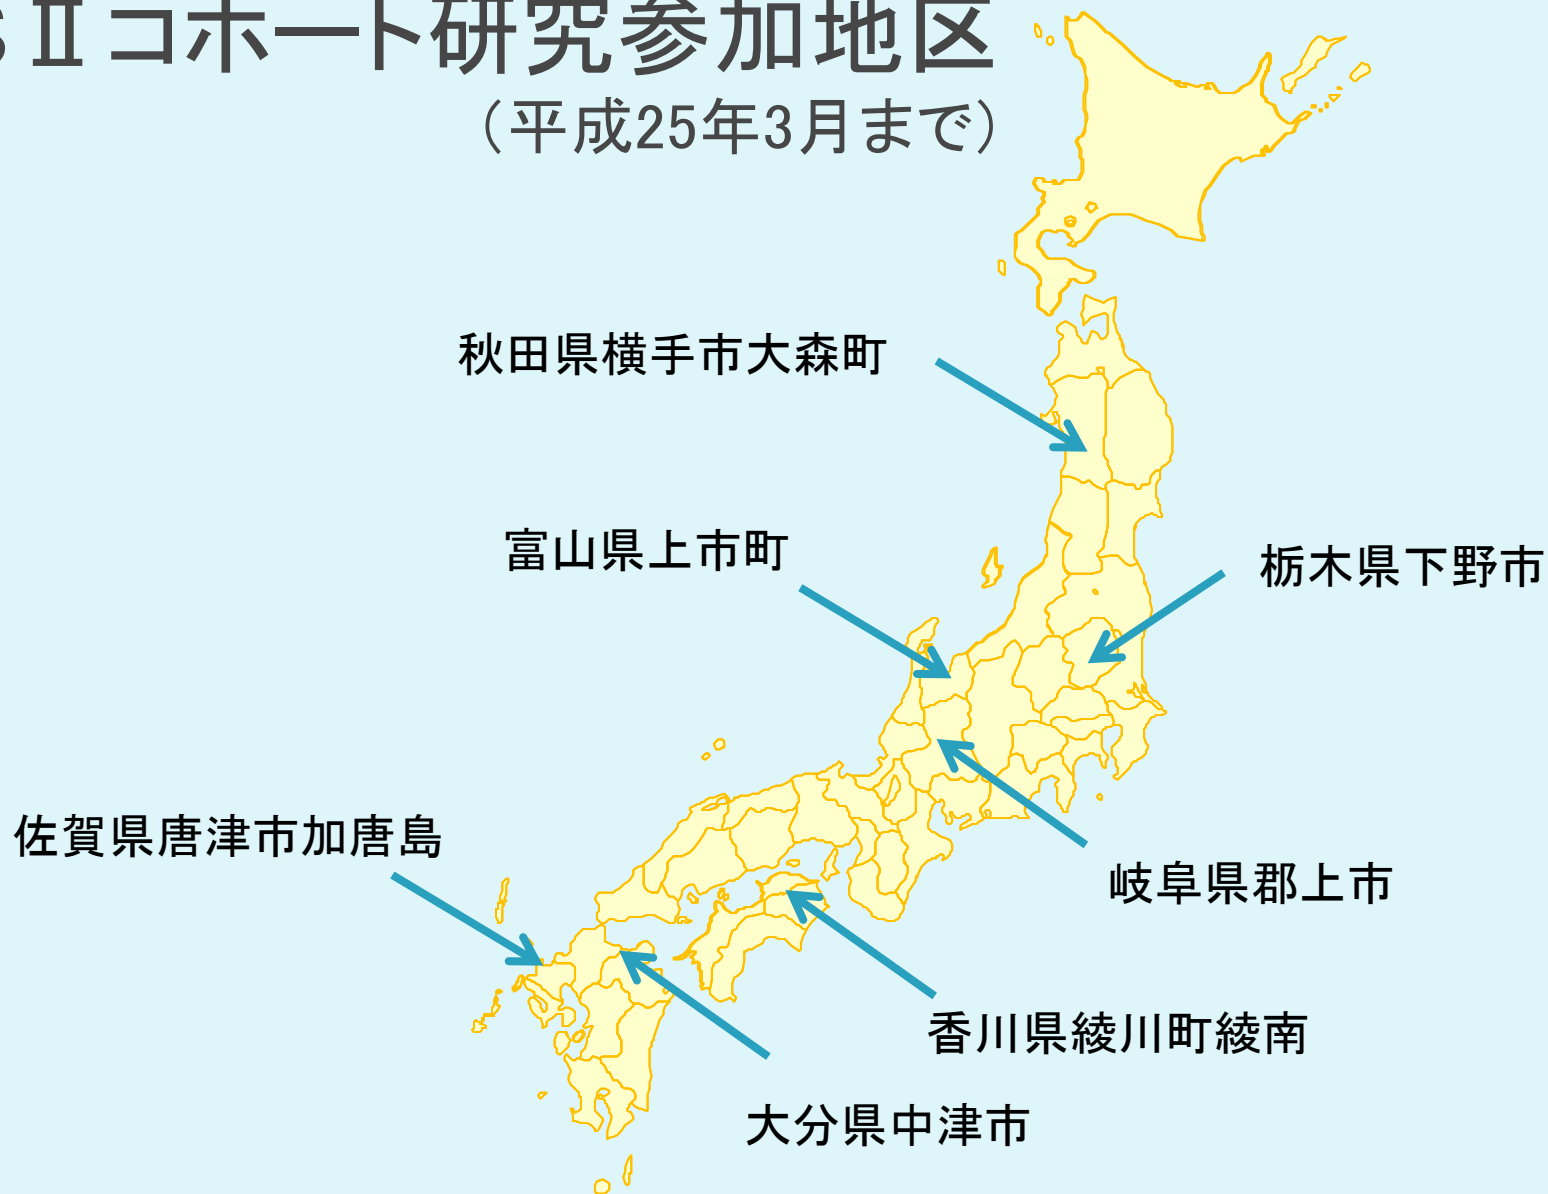 S Ⅱコホート研究参加地区
（平成25年3月まで）
秋田県横手市大森町
富山県上市町
栃木県下野市
佐賀県唐津市加唐島
岐阜県郡上市
香川県綾川町綾南
大分県中津市